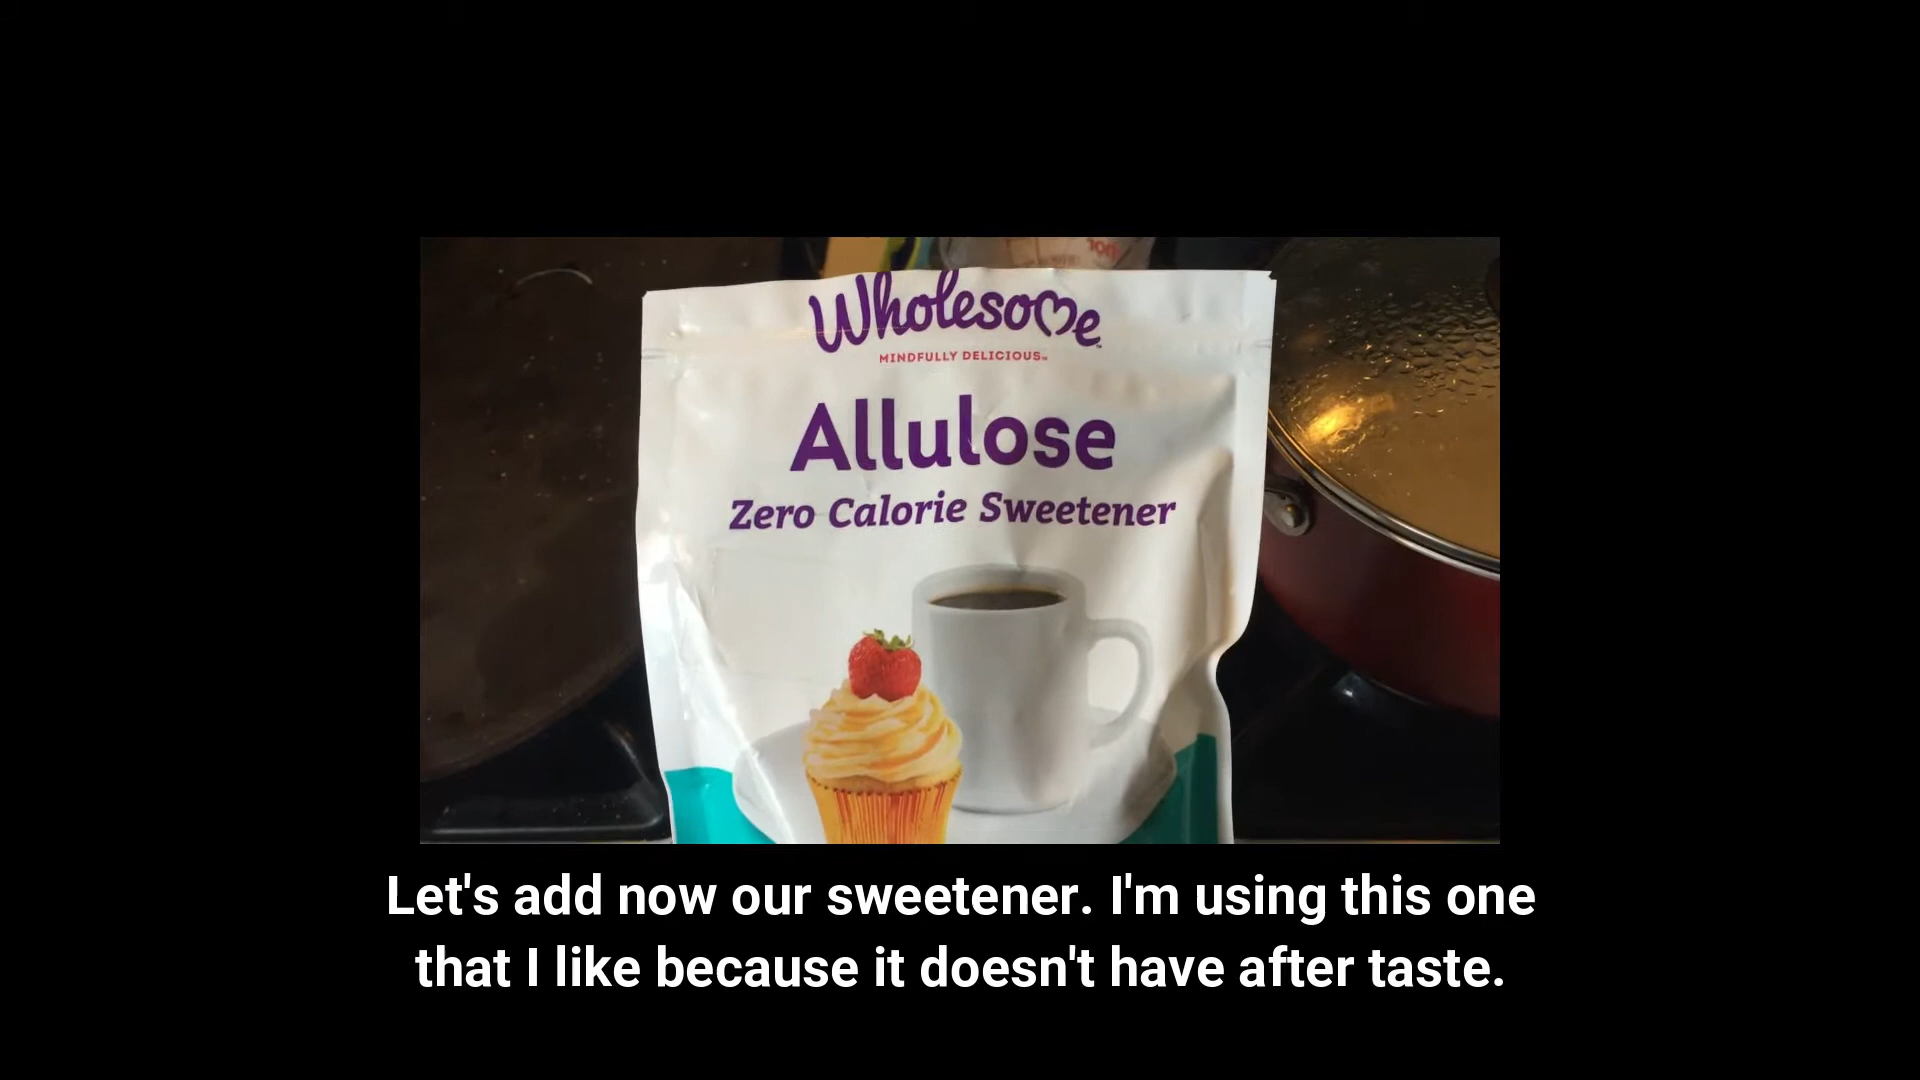 Wholesome
MINDFULLY DELICIOUS™
Allulose
Zero Calorie Sweetener
Let's add now our sweetener. I'm using this one
that I like because it doesn't have after taste.